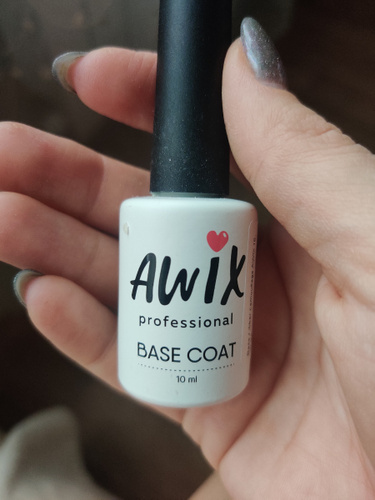 AWIX
professional
BASE COAT
10 ml